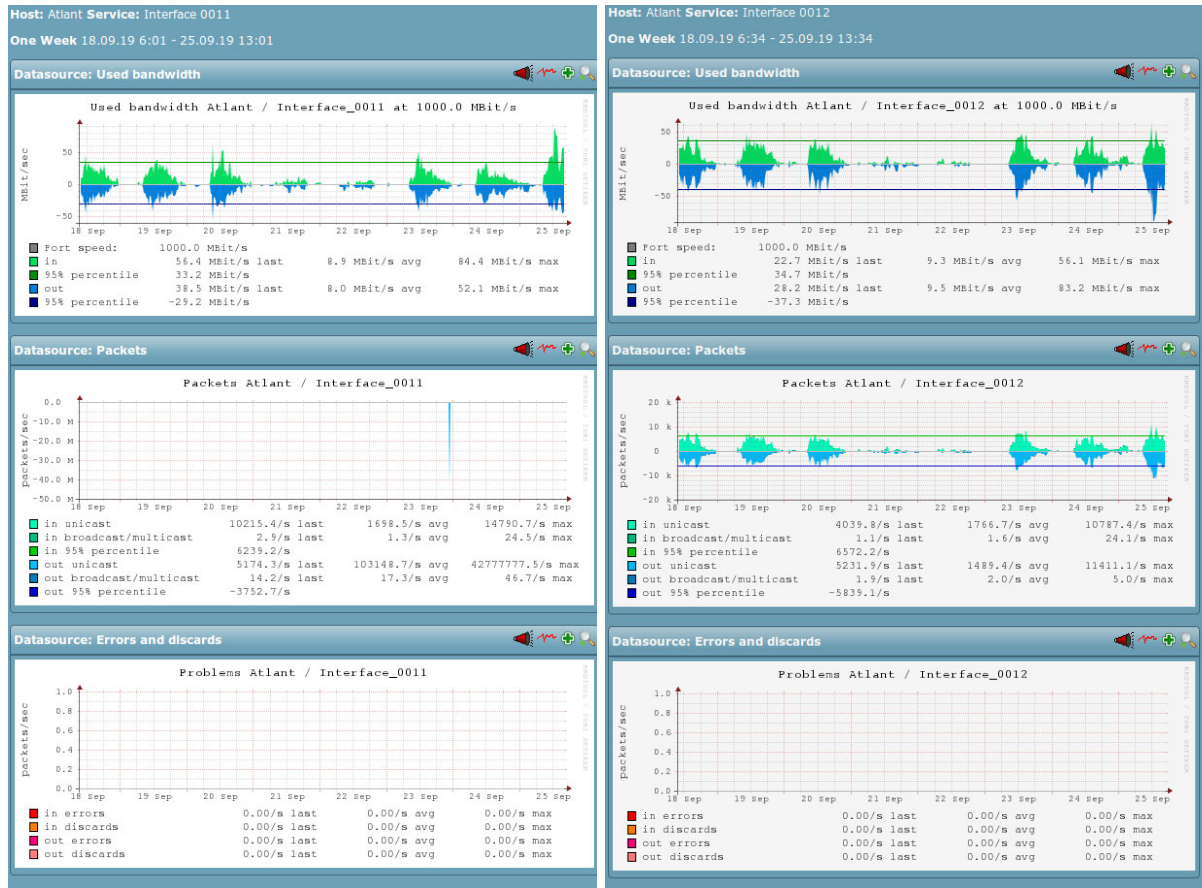 Host: Atlant Service: Interface 0011
One Week 18.09.19 6:01 - 25.09.19 13:01
Datasource: Used bandwidth
Used bandwidth Atlant / Interface_0011 at 1000.0 MBit/s
RRDTOOL / TOBI OETIKER
MBit/sec
50
0
-50
18 Sep 19 Sep 20 Sep 21 Sep 22 Sep 23 Sep 24 Sep 25 Sep
Port speed: 1000.0 MBit/s
in 56.4 MBit/s last 8.9 MBit/s avg 84.4 MBit/s max
95% percentile 33.2 MBit/s
out 38.5 MBit/s last 8.0 MBit/s avg 52.1 MBit/s max
95% percentile -29.2 MBit/s
Datasource: Packets
Packets Atlant / Interface_0011
RRDTOOL / TOBI OETIKER
packets/sec
0.0
-10.0 M
-20.0 M
-30.0 M
-40.0 M
-50.0 M
18 Sep 19 Sep 20 Sep 21 Sep 22 Sep 23 Sep 24 Sep 25 Sep
in unicast 10215.4/s last 1698.5/s avg 14790.7/s max
in broadcast/multicast 2.9/s last 1.3/s avg 24.5/s max
in 95% percentile 6239.2/s
out unicast 5174.3/s last 103148.7/s avg 42777777.5/s max
out broadcast/multicast 14.2/s last 17.3/s avg 46.7/s max
out 95% percentile -3752.7/s
Datasource: Errors and discards
Problems Atlant / Interface_0011
RRDTOOL / TOBI OETIKER
packets/sec
1.0
0.8
0.6
0.4
0.2
0.0
18 Sep 19 Sep 20 Sep 21 Sep 22 Sep 23 Sep 24 Sep 25 Sep
in errors 0.00/s last 0.00/s avg 0.00/s max
in discards 0.00/s last 0.00/s avg 0.00/s max
out errors 0.00/s last 0.00/s avg 0.00/s max
out discards 0.00/s last 0.00/s avg 0.00/s max
Host: Atlant Service: Interface 0012
One Week 18.09.19 6:34 - 25.09.19 13:34
Datasource: Used bandwidth
Used bandwidth Atlant / Interface_0012 at 1000.0 MBit/s
RRDTOOL / TOBI OETIKER
MBit/sec
50
0
-50
18 Sep 19 Sep 20 Sep 21 Sep 22 Sep 23 Sep 24 Sep 25 Sep
Port speed: 1000.0 MBit/s
in 22.7 MBit/s last 9.3 MBit/s avg 56.1 MBit/s max
95% percentile 34.7 MBit/s
out 28.2 MBit/s last 9.5 MBit/s avg 83.2 MBit/s max
95% percentile -37.3 MBit/s
Datasource: Packets
Packets Atlant / Interface_0012
RRDTOOL / TOBI OETIKER
packets/sec
20 k
10 k
0
-10 k
-20 k
18 Sep 19 Sep 20 Sep 21 Sep 22 Sep 23 Sep 24 Sep 25 Sep
in unicast 4039.8/s last 1766.7/s avg 10787.4/s max
in broadcast/multicast 1.1/s last 1.6/s avg 24.1/s max
in 95% percentile 6572.2/s
out unicast 5231.9/s last 1489.4/s avg 11411.1/s max
out broadcast/multicast 1.9/s last 2.0/s avg 5.0/s max
out 95% percentile -5839.1/s
Datasource: Errors and discards
Problems Atlant / Interface_0012
RRDTOOL / TOBI OETIKER
packets/sec
1.0
0.8
0.6
0.4
0.2
0.0
18 Sep 19 Sep 20 Sep 21 Sep 22 Sep 23 Sep 24 Sep 25 Sep
in errors 0.00/s last 0.00/s avg 0.00/s max
in discards 0.00/s last 0.00/s avg 0.00/s max
out errors 0.00/s last 0.00/s avg 0.00/s max
out discards 0.00/s last 0.00/s avg 0.00/s max